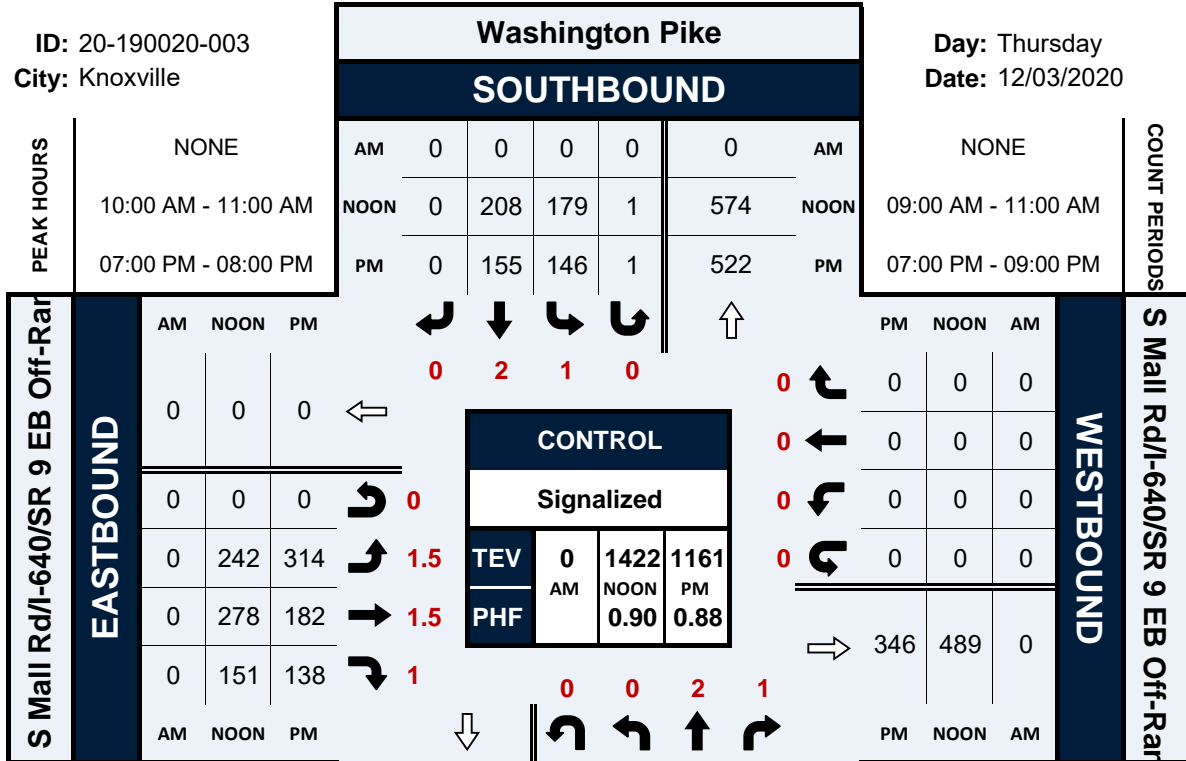 ID: 20-190020-003
City: Knoxville
Washington Pike
SOUTHBOUND
Day: Thursday
Date: 12/03/2020
PEAK HOURS
NONE
10:00 AM - 11:00 AM
07:00 PM - 08:00 PM
AM 0 0 0 0 0 AM
NOON 0 208 179 1 574 NOON
PM 0 155 146 1 522 PM
NONE
09:00 AM - 11:00 AM
07:00 PM - 09:00 PM
COUNT PERIODS
0 2 1 0
S Mall Rd/I-640/SR 9 EB Off-Ram
EASTBOUND
AM NOON PM
0 0 0
0 0 0 0
0 242 314 1.5
0 278 182 1.5
0 151 138 1
AM NOON PM
CONTROL
Signalized
TEV 0 1422 1161
AM NOON PM
PHF 0.90 0.88
PM NOON AM
0 0 0 0
0 0 0 0
0 0 0 0
0 0 0 0
346 489 0
PM NOON AM
WESTBOUND
S Mall Rd/I-640/SR 9 EB Off-Ram
0 0 2 1